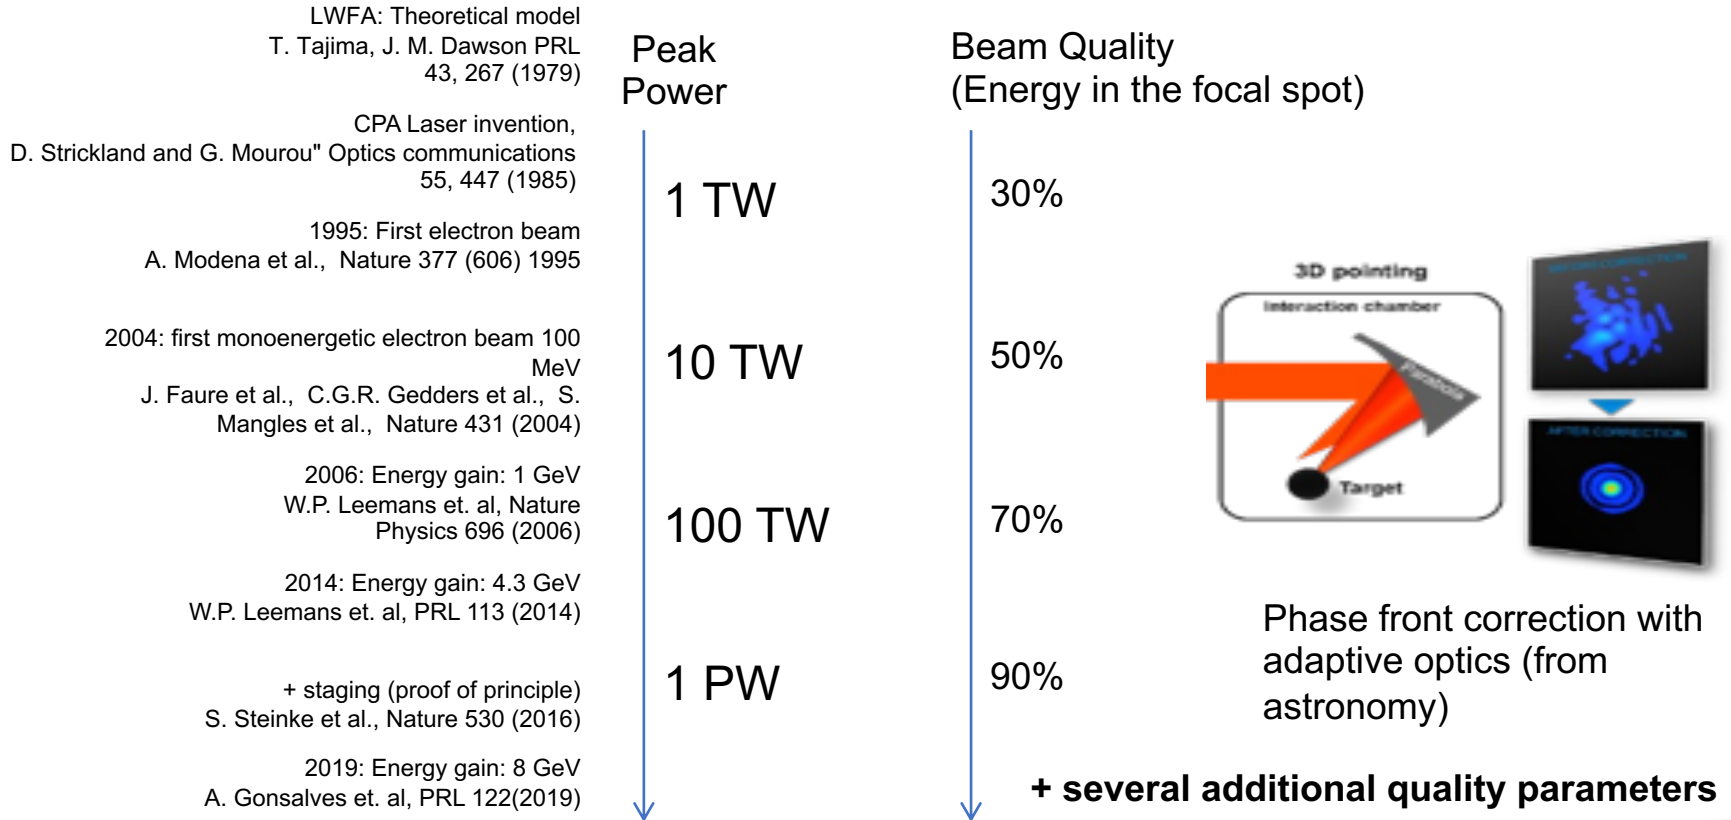 LWFA: Theoretical model
T. Tajima, J. M. Dawson PRL
43, 267 (1979)
CPA Laser invention,
D. Strickland and G. Mourou" Optics communications
55, 447 (1985)
1995: First electron beam
A. Modena et al., Nature 377 (606) 1995
2004: first monoenergetic electron beam 100
MeV
J. Faure et al., C.G.R. Gedders et al., S.
Mangles et al., Nature 431 (2004)
2006: Energy gain: 1 GeV
W.P. Leemans et. al, Nature
Physics 696 (2006)
2014: Energy gain: 4.3 GeV
W.P. Leemans et. al, PRL 113 (2014)
+ staging (proof of principle)
S. Steinke et al., Nature 530 (2016)
2019: Energy gain: 8 GeV
A. Gonsalves et. al, PRL 122(2019)
Peak
Power
1 TW
10 TW
100 TW
1 PW
Beam Quality
(Energy in the focal spot)
30%
50%
70%
90%
3D pointing
Interaction chamber
Parabola
Target
BEFORE CORRECTION
AFTER CORRECTION
Phase front correction with
adaptive optics (from
astronomy)
+ several additional quality parameters